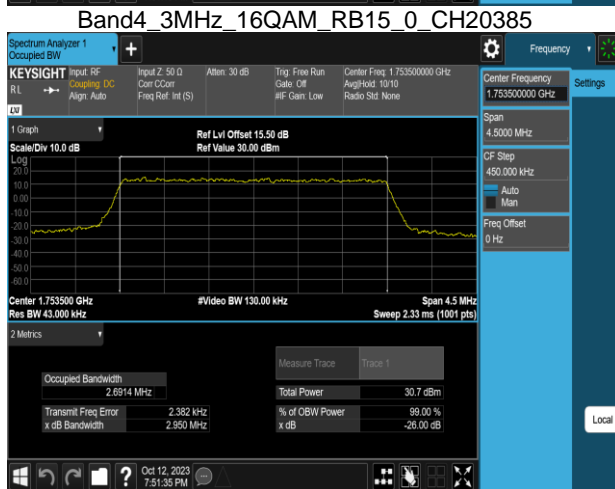 Band4_3MHz_16QAM_RB15_0_CH20385
Spectrum Analyzer 1
Occupied BW
Frequency
KEYSIGHT Input: RF Input Z: 50 Ω Atten: 30 dB Trig: Free Run Center Freq: 1.753500000 GHz
RL Coupling: DC Corr CCorr Gate: Off Avg|Hold: 10/10
Align: Auto Freq Ref: Int (S) #IF Gain: Low Radio Std: None
LXI
Center Frequency
1.753500000 GHz
Settings
Span
4.5000 MHz
CF Step
450.000 kHz
Auto
Man
Freq Offset
0 Hz
1 Graph Ref Lvl Offset 15.50 dB
Scale/Div 10.0 dB Ref Value 30.00 dBm
Log
20.0
10.0
0.00
-10.0
-20.0
-30.0
-40.0
-50.0
-60.0
Center 1.753500 GHz #Video BW 130.00 kHz Span 4.5 MHz
Res BW 43.000 kHz Sweep 2.33 ms (1001 pts)
2 Metrics
Measure Trace Trace 1
Occupied Bandwidth
2.6914 MHz Total Power 30.7 dBm
Transmit Freq Error 2.382 kHz % of OBW Power 99.00 %
x dB Bandwidth 2.950 MHz x dB -26.00 dB
Local
? Oct 12, 2023
7:51:35 PM